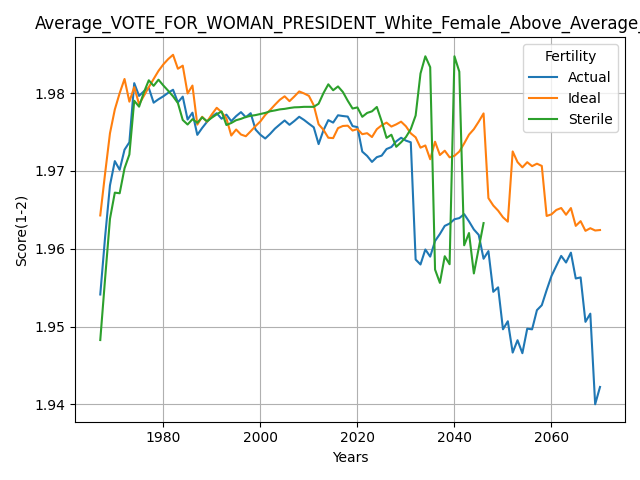 Average_VOTE_FOR_WOMAN_PRESIDENT_White_Female_Above_Average_
Fertility
Actual
Ideal
Sterile
Score(1-2)
1.98
1.97
1.96
1.95
1.94
1980
2000
2020
2040
2060
Years